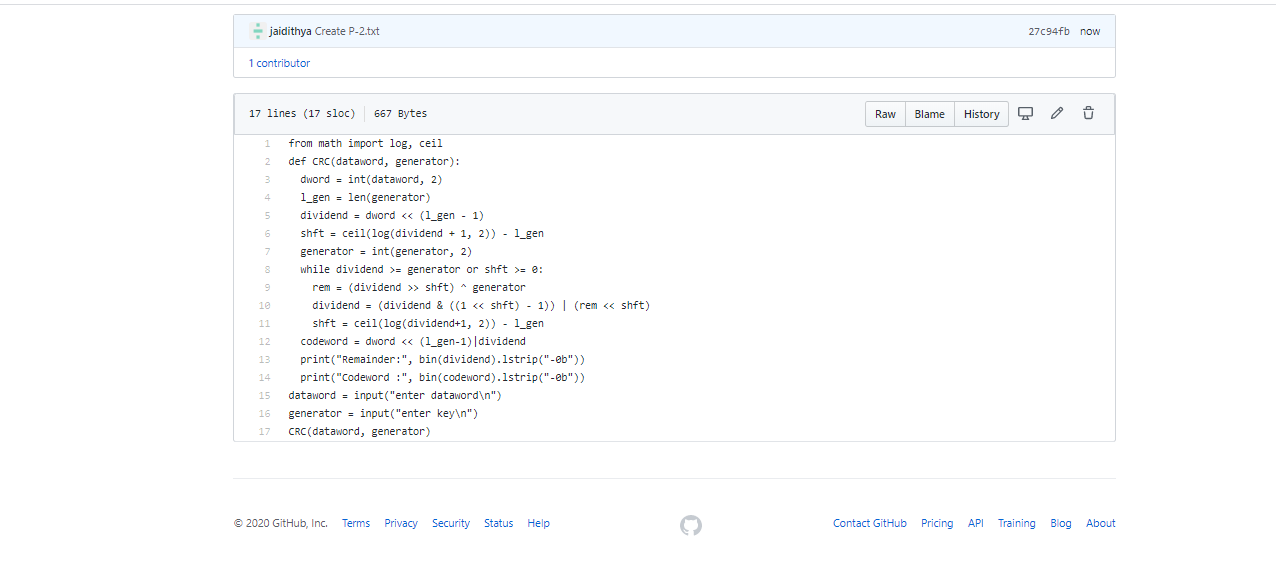 jaidithya Create P-2.txt 27c94fb now
1 contributor
17 lines (17 sloc) 667 Bytes Raw Blame History
1 from math import log, ceil
2 def CRC(dataword, generator):
3   dword = int(dataword, 2)
4   l_gen = len(generator)
5   dividend = dword << (l_gen - 1)
6   shft = ceil(log(dividend + 1, 2)) - l_gen
7   generator = int(generator, 2)
8   while dividend >= generator or shft >= 0:
9     rem = (dividend >> shft) ^ generator
10     dividend = (dividend & ((1 << shft) - 1)) | (rem << shft)
11     shft = ceil(log(dividend+1, 2)) - l_gen
12   codeword = dword << (l_gen-1)|dividend
13   print("Remainder:", bin(dividend).lstrip("-0b"))
14   print("Codeword :", bin(codeword).lstrip("-0b"))
15 dataword = input("enter dataword\n")
16 generator = input("enter key\n")
17 CRC(dataword, generator)
© 2020 GitHub, Inc. Terms Privacy Security Status Help Contact GitHub Pricing API Training Blog About